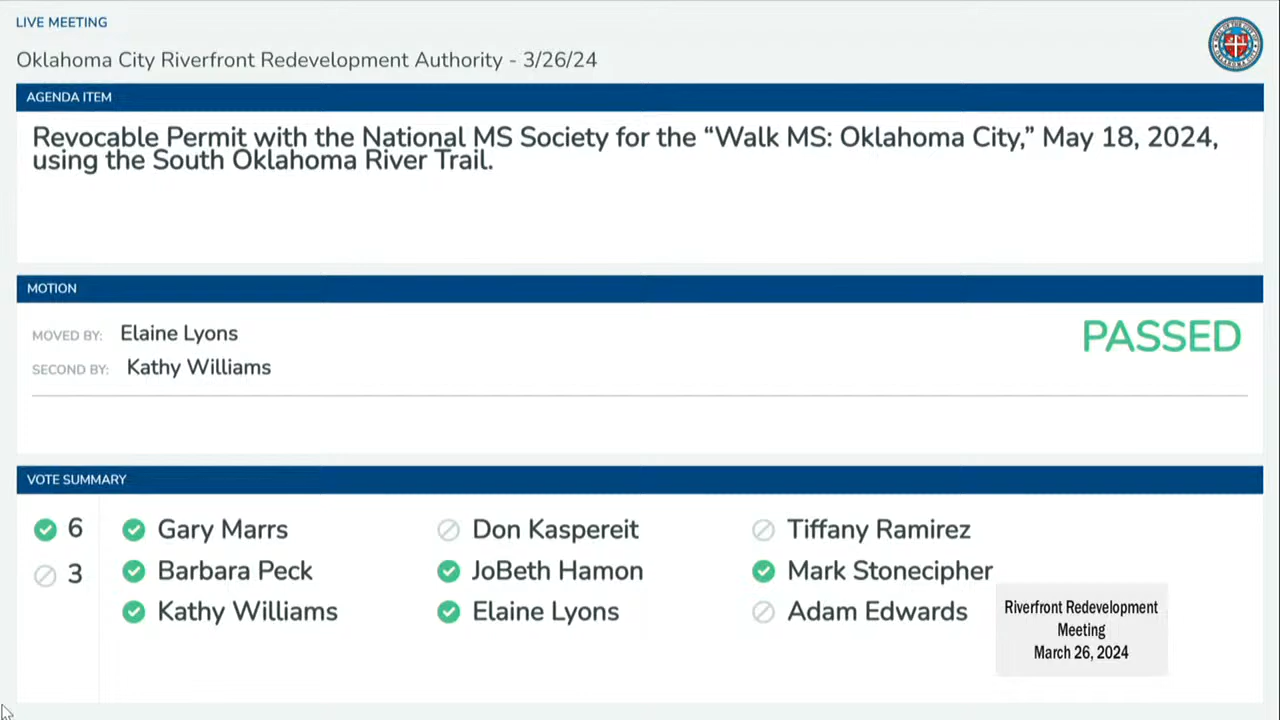 LIVE MEETING
Oklahoma City Riverfront Redevelopment Authority - 3/26/24
AGENDA ITEM
Revocable Permit with the National MS Society for the “Walk MS: Oklahoma City,” May 18, 2024,
using the South Oklahoma River Trail.
MOTION
MOVED BY: Elaine Lyons
PASSED
SECOND BY: Kathy Williams
VOTE SUMMARY
6 Gary Marrs Don Kaspereit Tiffany Ramirez
3 Barbara Peck JoBeth Hamon Mark Stonecipher
Kathy Williams Elaine Lyons Adam Edwards
Riverfront Redevelopment
Meeting
March 26, 2024